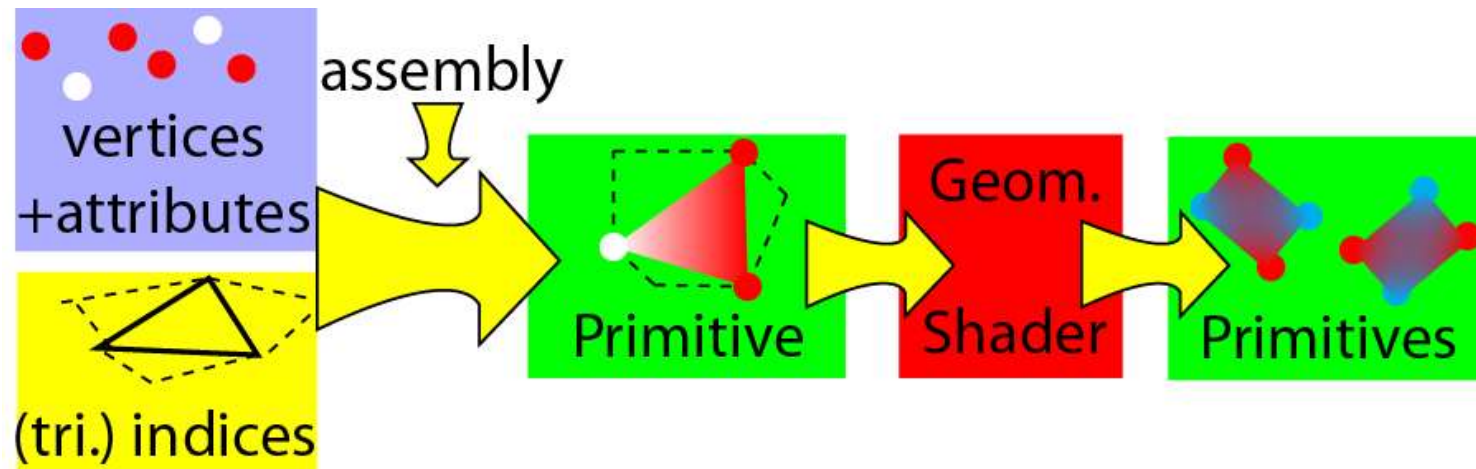 vertices
+attributes
(tri.) indices
assembly
Primitive
Geom.
Shader
Primitives